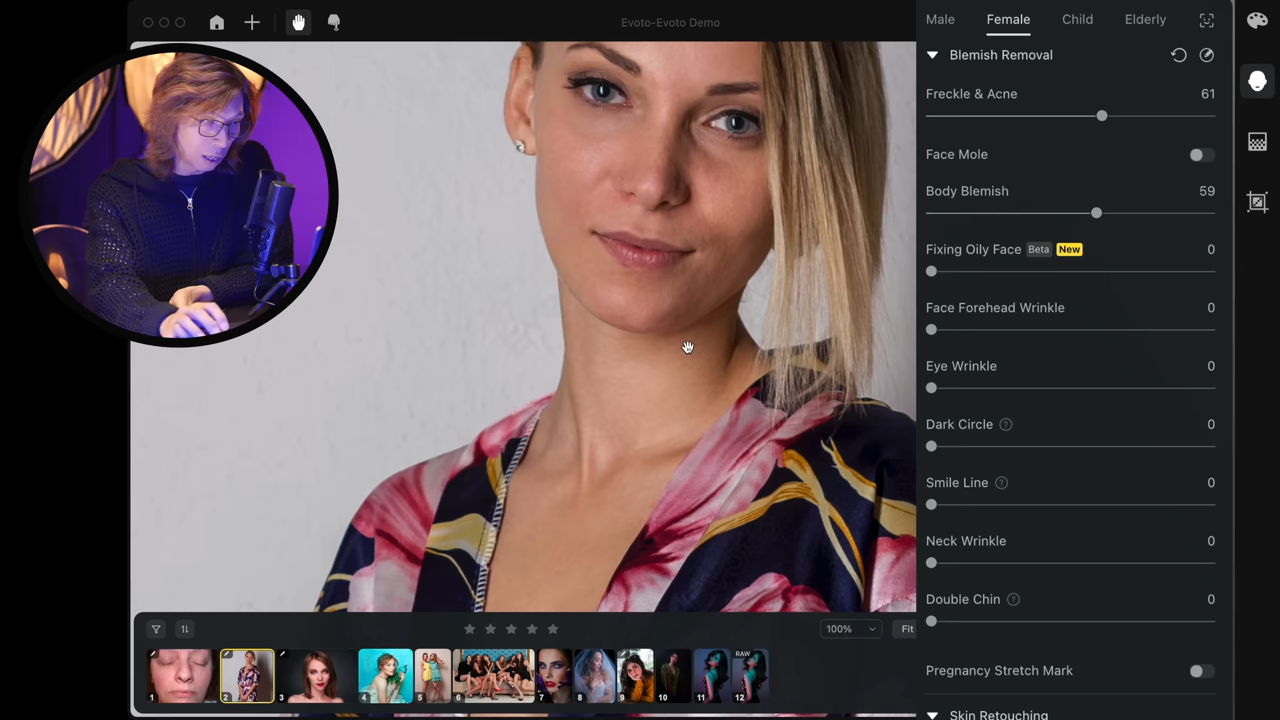 Evoto-Evoto Demo
Male Female Child Elderly
Blemish Removal
Freckle & Acne 61
Face Mole
Body Blemish 59
Fixing Oily Face Beta New 0
Face Forehead Wrinkle 0
Eye Wrinkle 0
Dark Circle ? 0
Smile Line ? 0
Neck Wrinkle 0
Double Chin ? 0
Pregnancy Stretch Mark
Skin Retouching
100% Fit
RAW
1 2 3 4 5 6 7 8 9 10 11 12